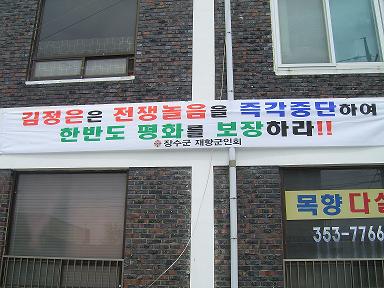 김정은은 전쟁놀음을 즉각중단하여
한반도 평화를 보장하라!!
장수군 재향군인회
목향 다실
353-7766